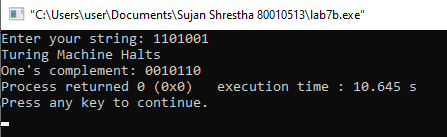 "C:\Users\user\Documents\Sujan Shrestha 80010513\lab7b.exe"
Enter your string: 1101001
Turing Machine Halts
One's complement: 0010110
Process returned 0 (0x0)   execution time : 10.645 s
Press any key to continue.